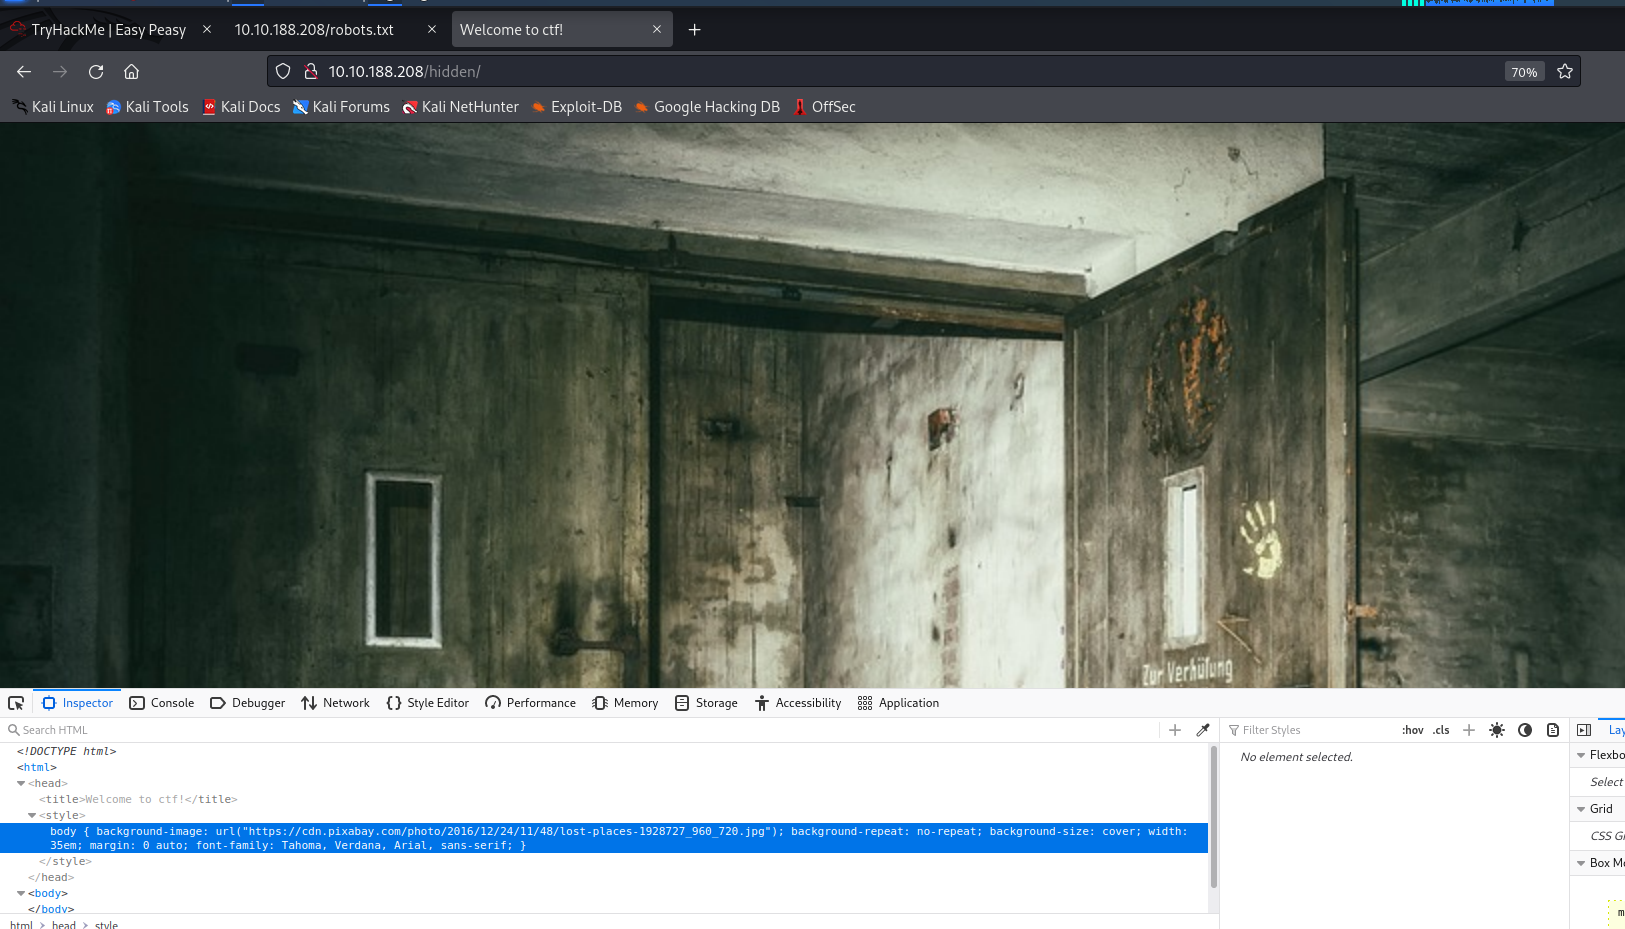 TryHackMe | Easy Peasy
10.10.188.208/robots.txt
Welcome to ctf!
10.10.188.208/hidden/
70%
Kali Linux
Kali Tools
Kali Docs
Kali Forums
Kali NetHunter
Exploit-DB
Google Hacking DB
OffSec
Zur Verhülung
Inspector
Console
Debugger
Network
Style Editor
Performance
Memory
Storage
Accessibility
Application
Search HTML
Filter Styles
:hov
.cls
Lay
<!DOCTYPE html>
<html>
<head>
<title>Welcome to ctf!</title>
<style>
body { background-image: url("https://cdn.pixabay.com/photo/2016/12/24/11/48/lost-places-1928727_960_720.jpg"); background-repeat: no-repeat; background-size: cover; width:
35em; margin: 0 auto; font-family: Tahoma, Verdana, Arial, sans-serif; }
</style>
</head>
<body>
</body>
html > head > style
No element selected.
Flexbo
Select
Grid
CSS G
Box Mo
m